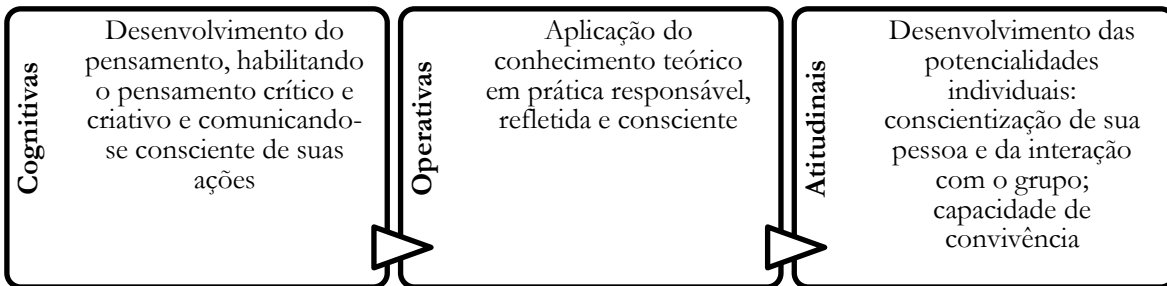 Cognitivas
Desenvolvimento do
pensamento, habilitando
o pensamento crítico e
criativo e comunicando-
se consciente de suas
ações
Operativas
Aplicação do
conhecimento teórico
em prática responsável,
refletida e consciente
Atitudinais
Desenvolvimento das
potencialidades
individuais:
conscientização de sua
pessoa e da interação
com o grupo;
capacidade de
convivência